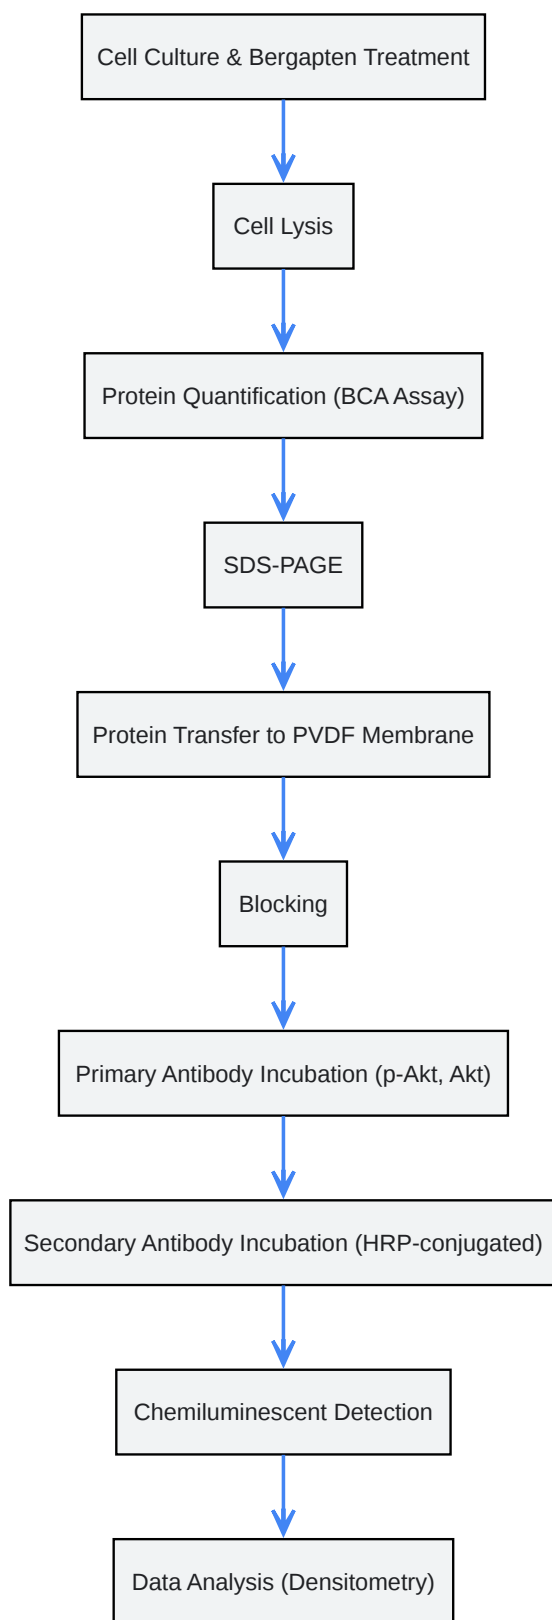 Cell Culture & Bergapten Treatment
Cell Lysis
Protein Quantification (BCA Assay)
SDS-PAGE
Protein Transfer to PVDF Membrane
Blocking
Primary Antibody Incubation (p-Akt, Akt)
Secondary Antibody Incubation (HRP-conjugated)
Chemiluminescent Detection
Data Analysis (Densitometry)